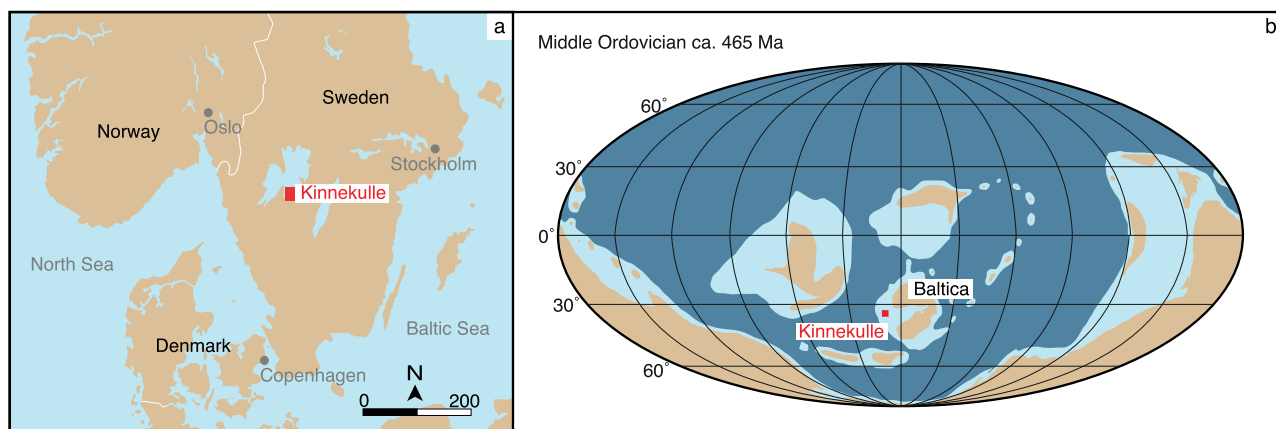 a
Sweden
Norway
Oslo
Stockholm
Kinnekulle
North Sea
Baltic Sea
Denmark
Copenhagen
N
0 200
b
Middle Ordovician ca. 465 Ma
60°
30°
0°
30°
60°
Baltica
Kinnekulle